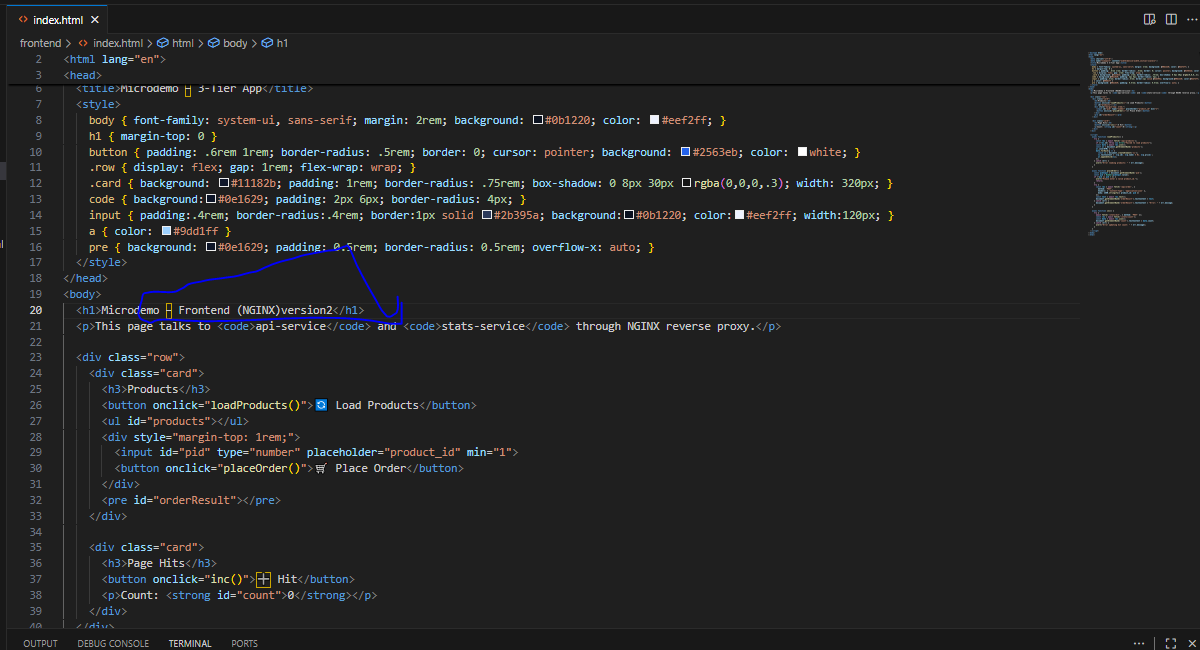 index.html
frontend > index.html > html > body > h1
2 <html lang="en">
3 <head>
6 <title>Microdemo – 3-Tier App</title>
7 <style>
8 body { font-family: system-ui, sans-serif; margin: 2rem; background: #0b1220; color: #eef2ff; }
9 h1 { margin-top: 0 }
10 button { padding: .6rem 1rem; border-radius: .5rem; border: 0; cursor: pointer; background: #2563eb; color: white; }
11 .row { display: flex; gap: 1rem; flex-wrap: wrap; }
12 .card { background: #11182b; padding: 1rem; border-radius: .75rem; box-shadow: 0 8px 30px rgba(0,0,0,.3); width: 320px; }
13 code { background:#0e1629; padding: 2px 6px; border-radius: 4px; }
14 input { padding:.4rem; border-radius:.4rem; border:1px solid #2b395a; background:#0b1220; color:#eef2ff; width:120px; }
15 a { color: #9dd1ff }
16 pre { background: #0e1629; padding: 0.5rem; border-radius: 0.5rem; overflow-x: auto; }
17 </style>
18 </head>
19 <body>
20 <h1>Microdemo – Frontend (NGINX)version2</h1>
21 <p>This page talks to <code>api-service</code> and <code>stats-service</code> through NGINX reverse proxy.</p>
22
23 <div class="row">
24 <div class="card">
25 <h3>Products</h3>
26 <button onclick="loadProducts()">🔄 Load Products</button>
27 <ul id="products"></ul>
28 <div style="margin-top: 1rem;">
29 <input id="pid" type="number" placeholder="product_id" min="1">
30 <button onclick="placeOrder()">🛒 Place Order</button>
31 </div>
32 <pre id="orderResult"></pre>
33 </div>
34
35 <div class="card">
36 <h3>Page Hits</h3>
37 <button onclick="inc()">➕ Hit</button>
38 <p>Count: <strong id="count">0</strong></p>
39 </div>
40 </div>
OUTPUT DEBUG CONSOLE TERMINAL PORTS